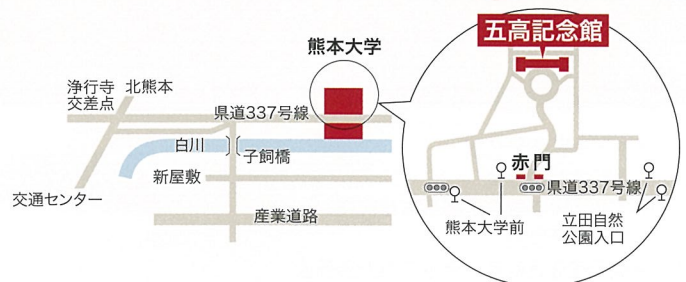 五高記念館
熊本大学
浄行寺
交差点
北熊本
県道337号線
白川
子飼橋
新屋敷
交通センター
産業道路
赤門
県道337号線
熊本大学前
立田自然
公園入口